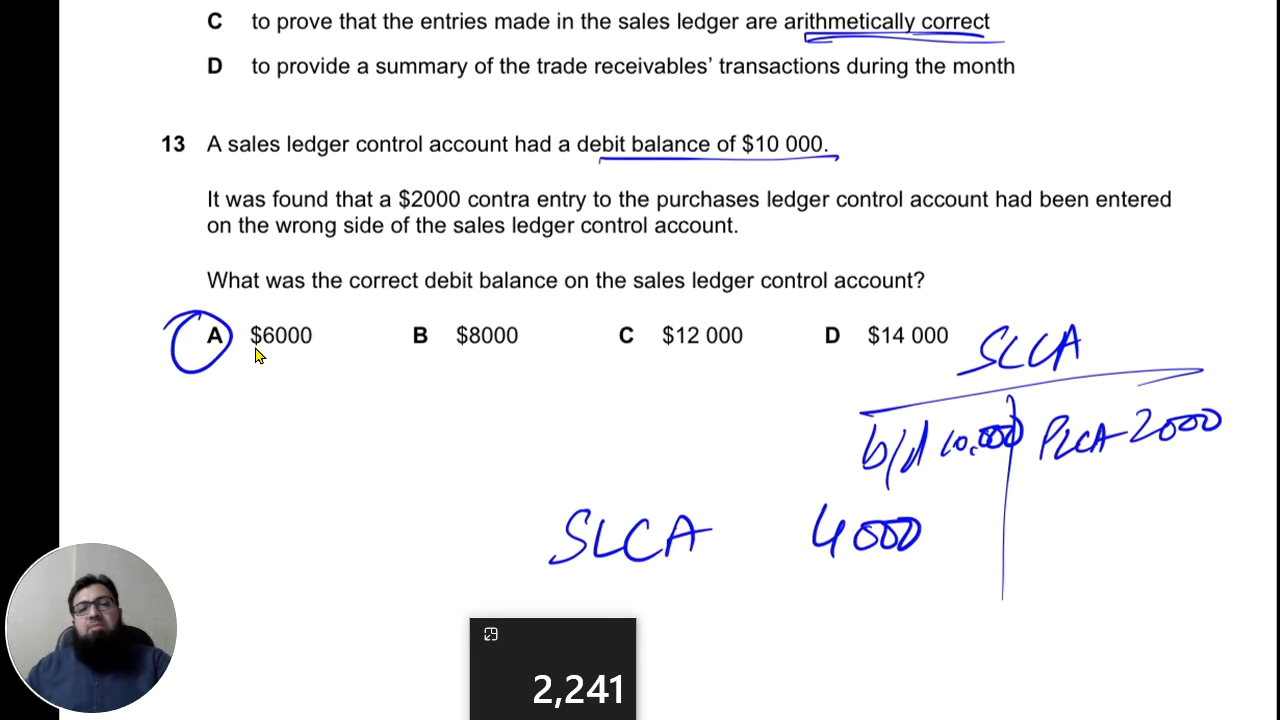 C to prove that the entries made in the sales ledger are arithmetically correct
D to provide a summary of the trade receivables' transactions during the month
13 A sales ledger control account had a debit balance of $10 000.
It was found that a $2000 contra entry to the purchases ledger control account had been entered
on the wrong side of the sales ledger control account.
What was the correct debit balance on the sales ledger control account?
A $6000 B $8000 C $12 000 D $14 000
SLCA
b/d 10,000 PLCA 2000
SLCA 4000
2,241